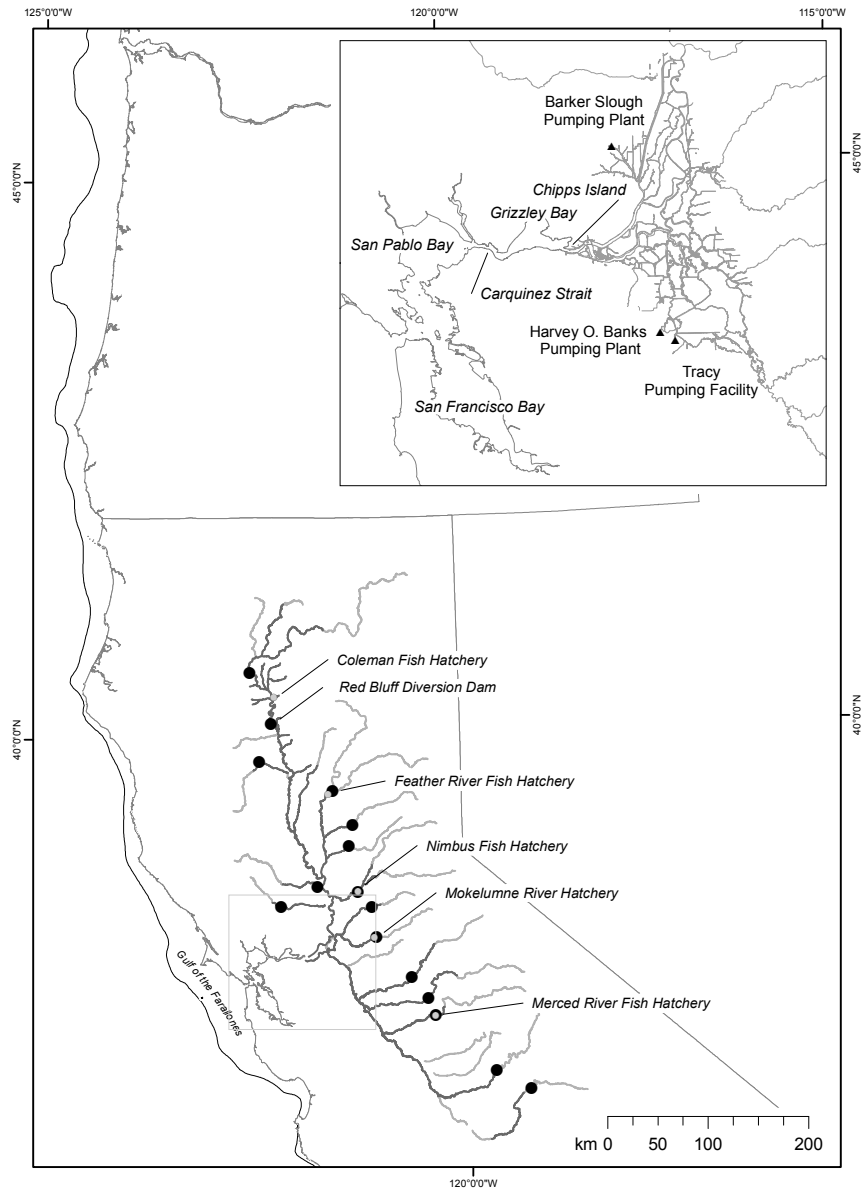 125°0'0"W
120°0'0"W
115°0'0"W
45°0'0"N
45°0'0"N
Barker Slough
Pumping Plant
Chipps Island
Grizzley Bay
San Pablo Bay
Carquinez Strait
Harvey O. Banks
Pumping Plant
Tracy
Pumping Facility
San Francisco Bay
Coleman Fish Hatchery
Red Bluff Diversion Dam
40°0'0"N
40°0'0"N
Feather River Fish Hatchery
Nimbus Fish Hatchery
Mokelumne River Hatchery
Gulf of the Farallones
Merced River Fish Hatchery
km 0 50 100 200
120°0'0"W